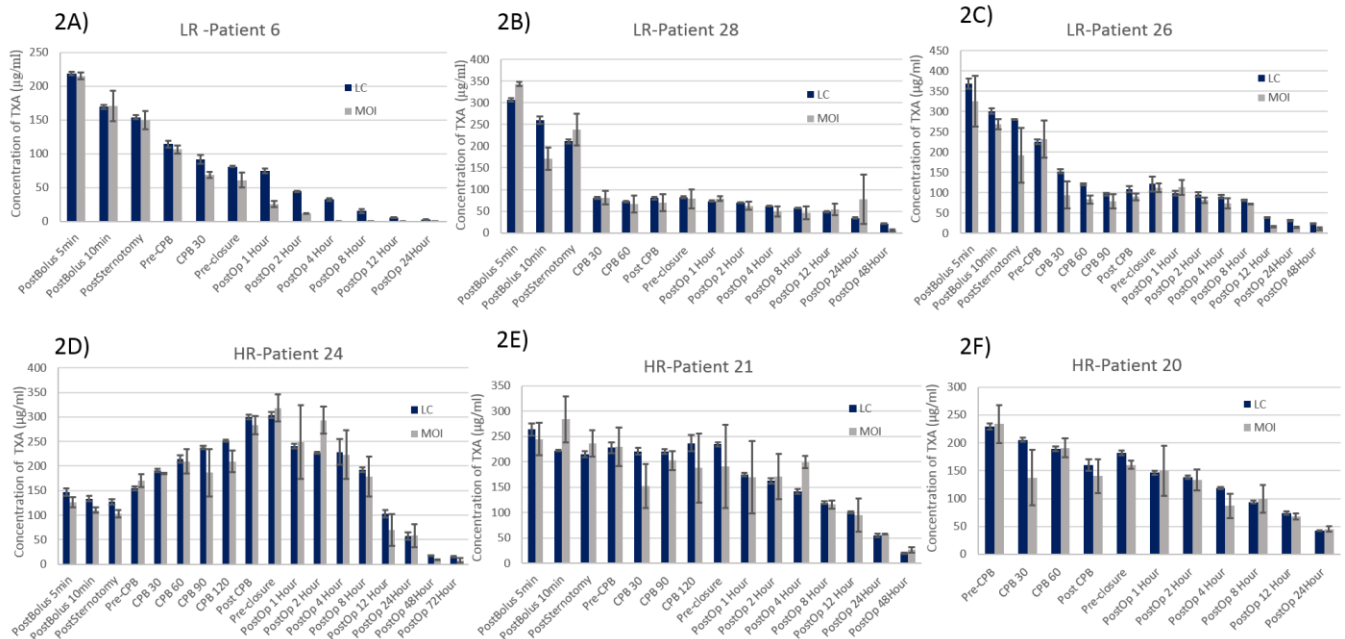 2A)
LR -Patient 6
Concentration of TXA (µg/ml)
250
200
150
100
50
0
LC
MOI
PostBolus 5min
PostBolus 10min
PostSternotomy
Pre-CPB
CPB 30
Pre-closure
PostOp 1 Hour
PostOp 2 Hour
PostOp 4 Hour
PostOp 8 Hour
PostOp 12 Hour
PostOp 24Hour
2B)
LR-Patient 28
Concentration of TXA (µg/ml)
400
350
300
250
200
150
100
50
0
LC
MOI
PostBolus 5min
PostBolus 10min
PostSternotomy
CPB 30
CPB 60
Post CPB
Pre-closure
PostOp 1 Hour
PostOp 2 Hour
PostOp 4 Hour
PostOp 8 Hour
PostOp 12 Hour
PostOp 24Hour
PostOp 48Hour
2C)
LR-Patient 26
Concentration of TXA (µg/ml)
450
400
350
300
250
200
150
100
50
0
LC
MOI
PostBolus 5min
PostBolus 10min
PostSternotomy
Pre-CPB
CPB 30
CPB 60
CPB 90
Post CPB
Pre-closure
PostOp 1 Hour
PostOp 2 Hour
PostOp 4 Hour
PostOp 8 Hour
PostOp 12 Hour
PostOp 24Hour
PostOp 48Hour
2D)
HR-Patient 24
Concentration of TXA (µg/ml)
400
350
300
250
200
150
100
50
0
LC
MOI
PostBolus 5min
PostBolus 10min
PostSternotomy
Pre-CPB
CPB 30
CPB 60
CPB 90
CPB 120
Post CPB
Pre-closure
PostOp 1 Hour
PostOp 2 Hour
PostOp 4 Hour
PostOp 8 Hour
PostOp 12 Hour
PostOp 24 Hour
PostOp 48Hour
PostOp 72Hour
2E)
HR-Patient 21
Concentration of TXA (µg/ml)
350
300
250
200
150
100
50
0
LC
MOI
PostBolus 5min
PostBolus 10min
PostSternotomy
Pre-CPB
CPB 30
CPB 90
CPB 120
Pre-closure
PostOp 1 Hour
PostOp 2 Hour
PostOp 4 Hour
PostOp 8 Hour
PostOp 12 Hour
PostOp 24Hour
PostOp 48Hour
2F)
HR-Patient 20
Concentration of TXA (µg/ml)
300
250
200
150
100
50
0
LC
MOI
Pre-CPB
CPB 30
CPB 60
Post CPB
Pre-closure
PostOp 1 Hour
PostOp 2 Hour
PostOp 4 Hour
PostOp 8 Hour
PostOp 12 Hour
PostOp 24Hour